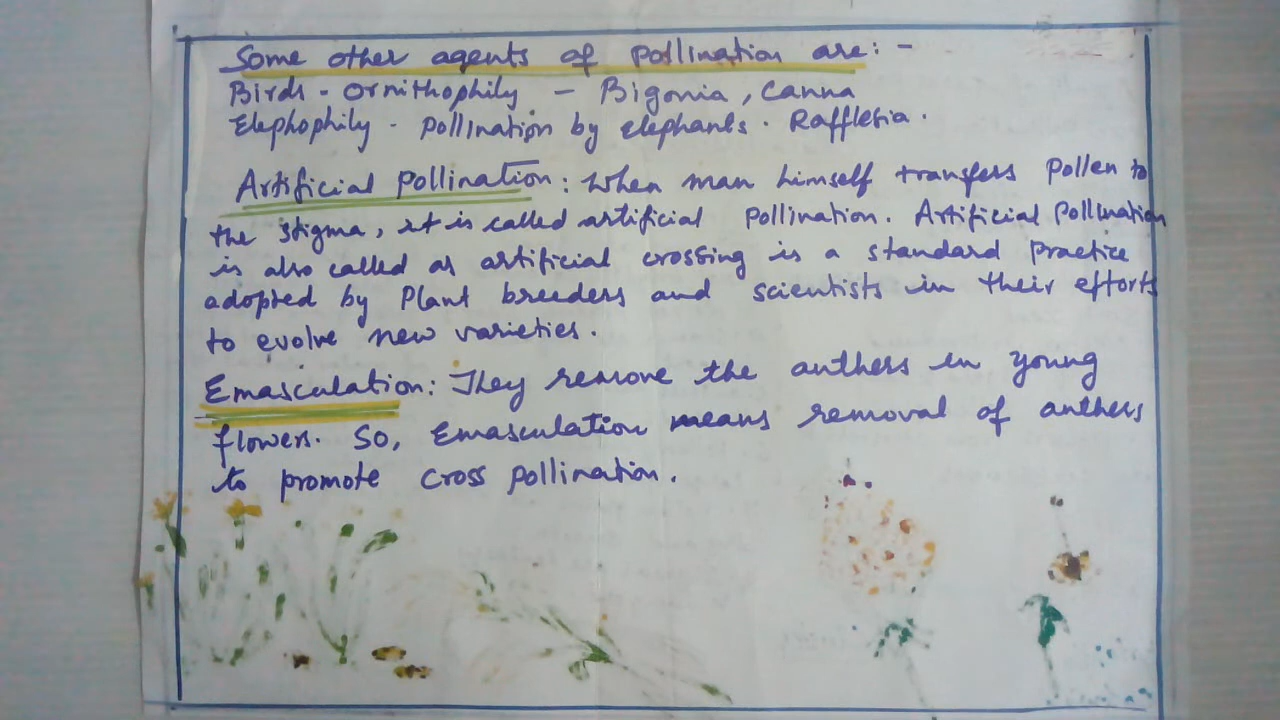 Some other agents of pollination are: -
Birds - Ornithophily - Bigonia, Canna
Elephophily - pollination by elephants. Rafflesia.
Artificial pollination: When man himself transfers pollen to
the stigma, it is called artificial pollination. Artificial pollination
is also called as artificial crossing is a standard practice
adopted by plant breeders and scientists in their efforts
to evolve new varieties.
Emasculation: They remove the anthers in young
flowers. So, Emasculation means removal of anthers
to promote cross pollination.